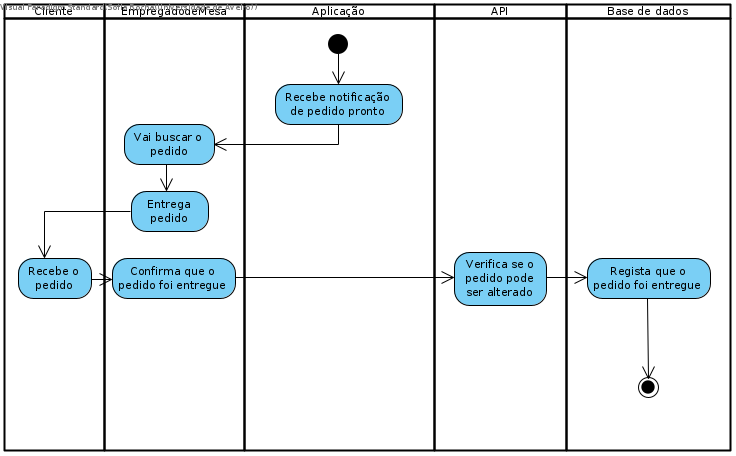 Visual Paradigm Standard(Sofia Rocha(Universidade de Aveiro))
Cliente
EmpregadodeMesa
Aplicação
API
Base de dados
Recebe notificação
de pedido pronto
Vai buscar o
pedido
Entrega
pedido
Recebe o
pedido
Confirma que o
pedido foi entregue
Verifica se o
pedido pode
ser alterado
Regista que o
pedido foi entregue